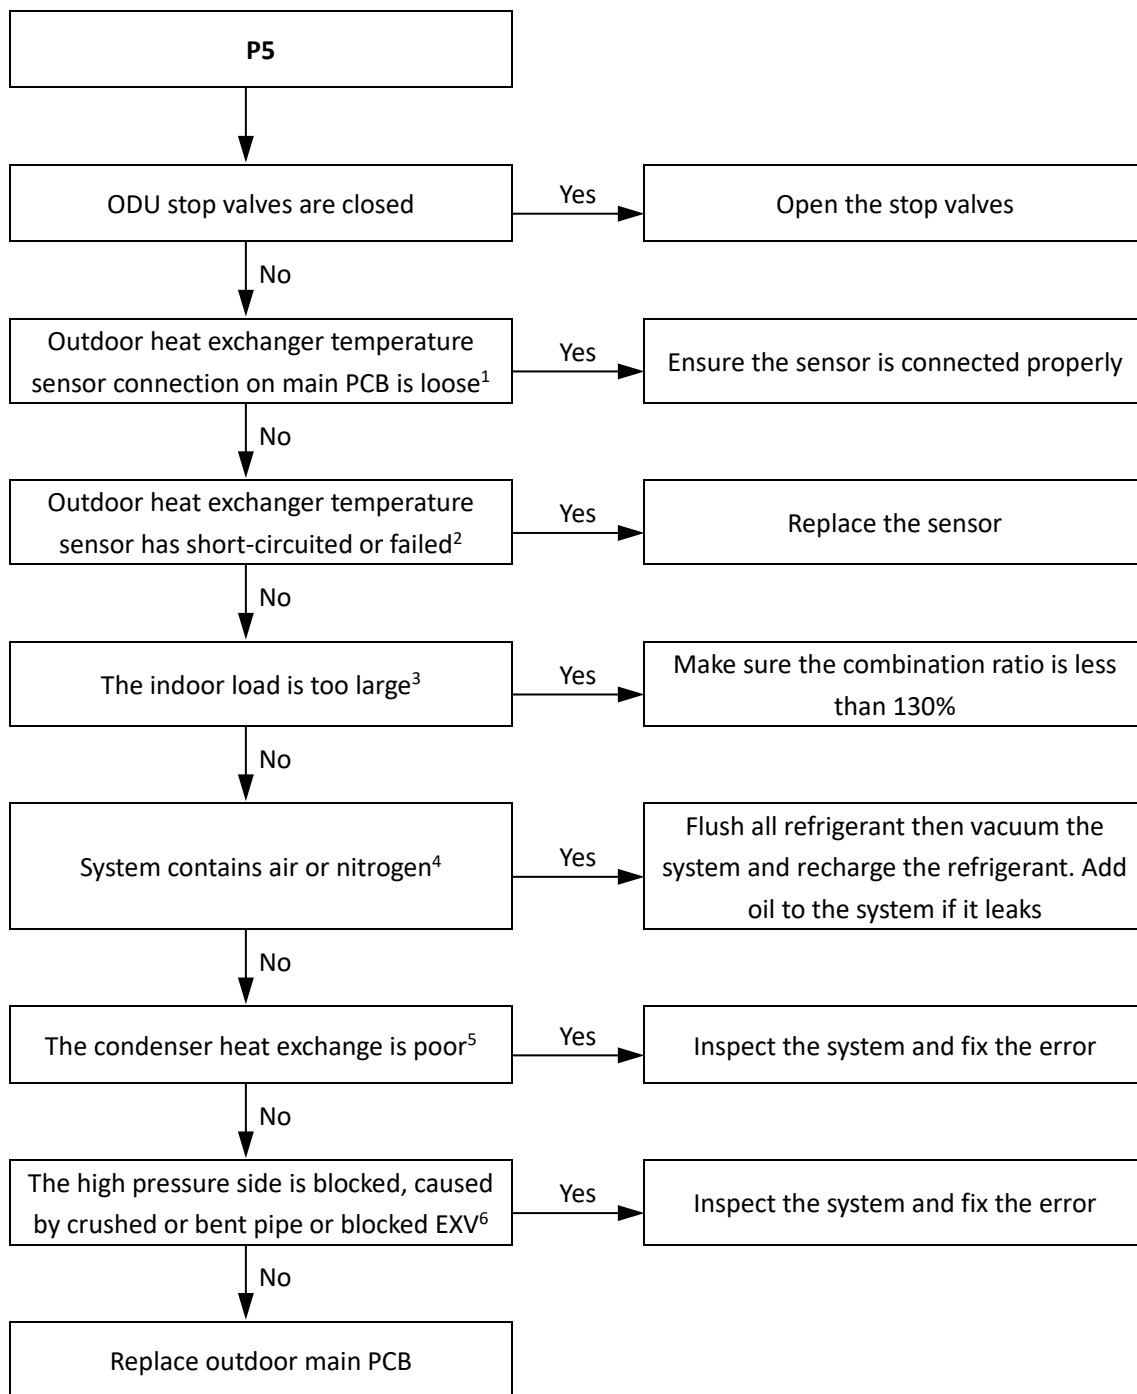 P5
ODU stop valves are closed
Yes
Open the stop valves
No
Outdoor heat exchanger temperature
sensor connection on main PCB is loose¹
Yes
Ensure the sensor is connected properly
No
Outdoor heat exchanger temperature
sensor has short-circuited or failed²
Yes
Replace the sensor
No
The indoor load is too large³
Yes
Make sure the combination ratio is less
than 130%
No
System contains air or nitrogen⁴
Yes
Flush all refrigerant then vacuum the
system and recharge the refrigerant. Add
oil to the system if it leaks
No
The condenser heat exchange is poor⁵
Yes
Inspect the system and fix the error
No
The high pressure side is blocked, caused
by crushed or bent pipe or blocked EXV⁶
Yes
Inspect the system and fix the error
No
Replace outdoor main PCB